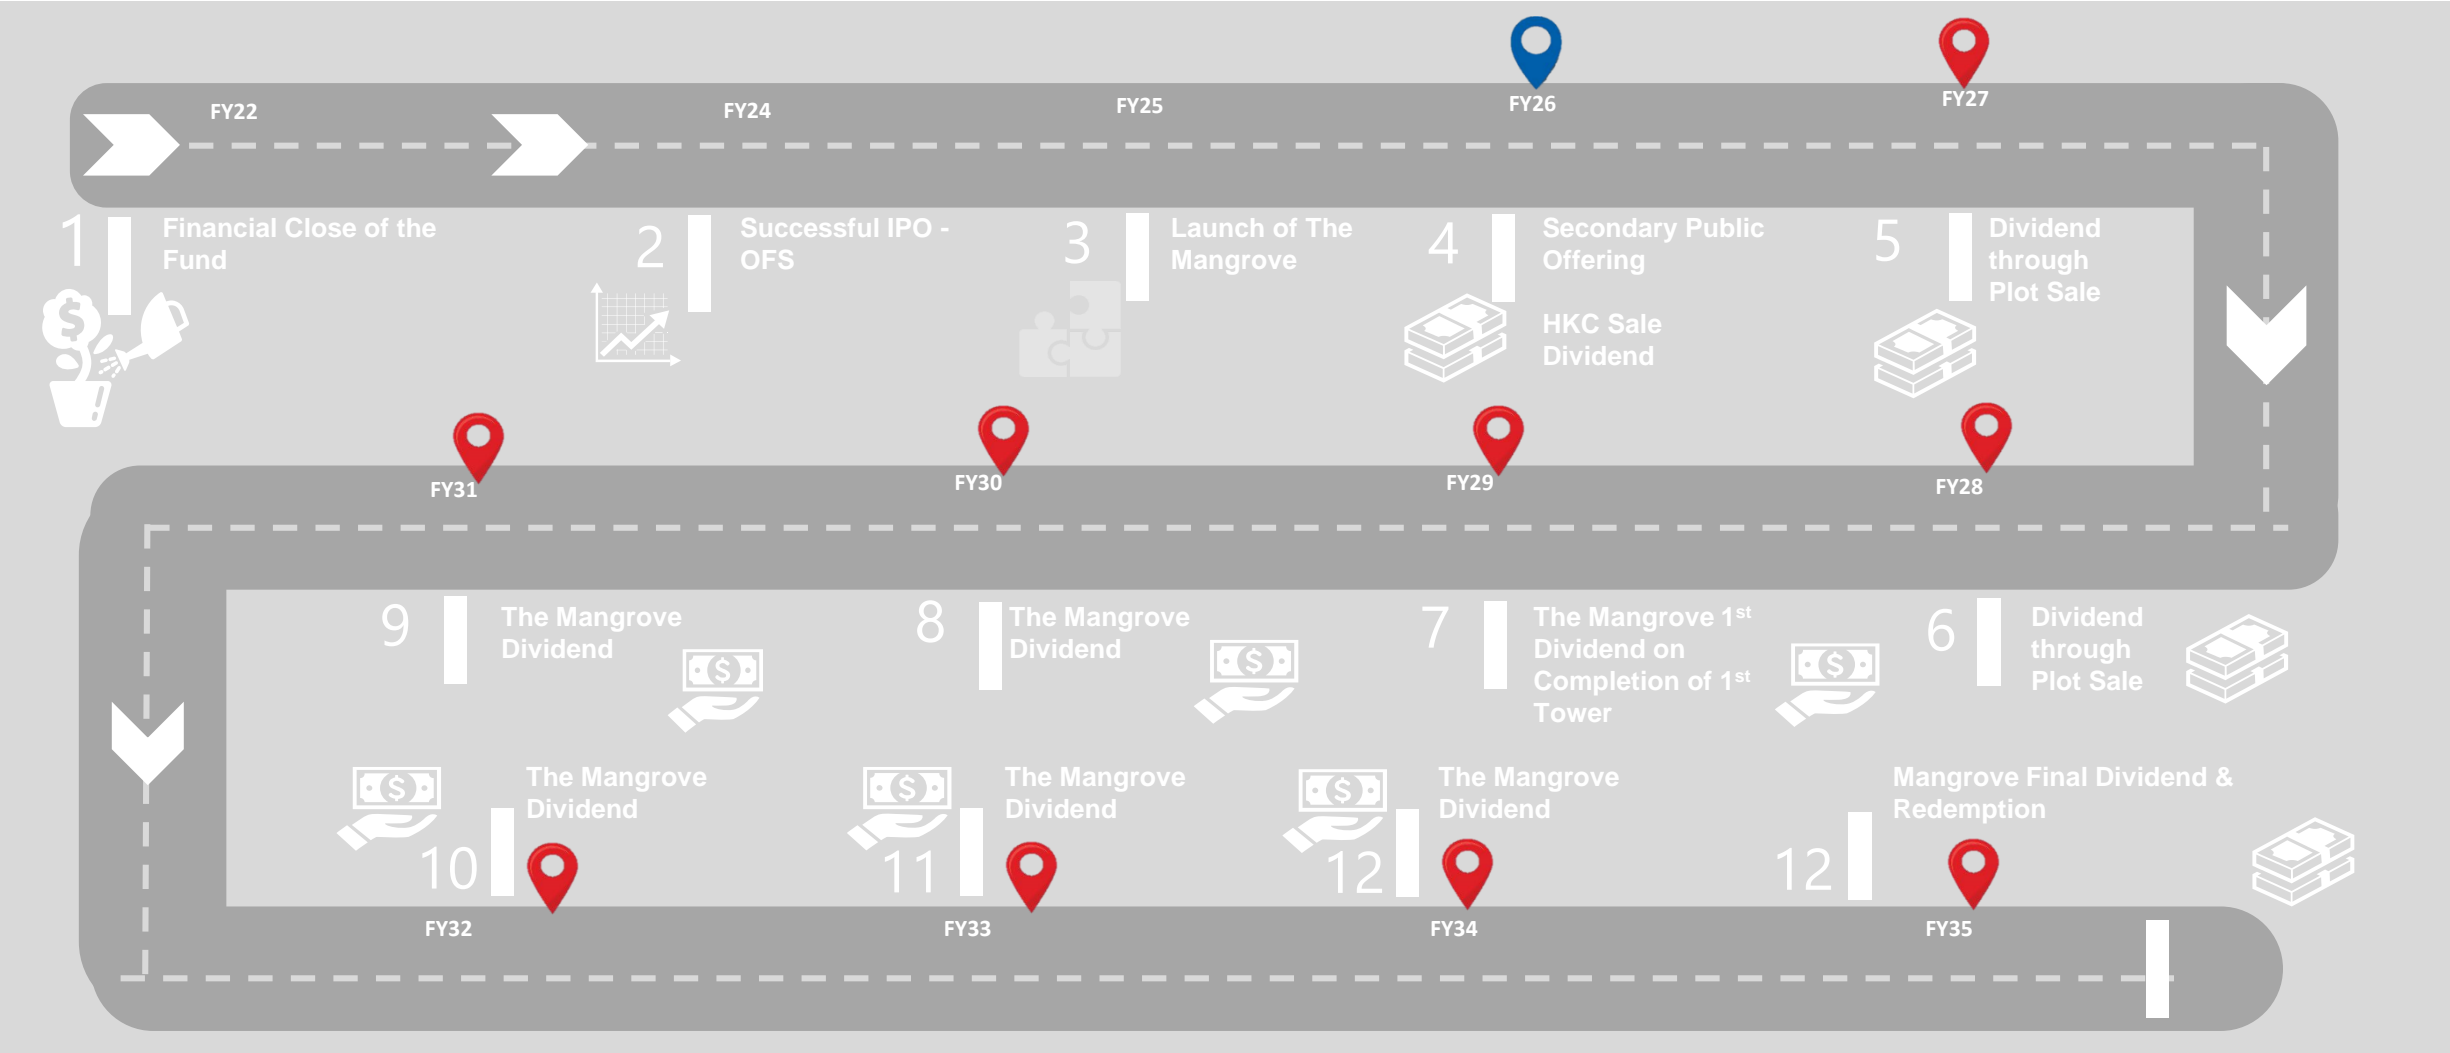 FY22
FY24
FY25
FY26
FY27
1
Financial Close of the
Fund
2
Successful IPO -
OFS
3
Launch of The
Mangrove
4
Secondary Public
Offering
HKC Sale
Dividend
5
Dividend
through
Plot Sale
FY31
FY30
FY29
FY28
9
The Mangrove
Dividend
8
The Mangrove
Dividend
7
The Mangrove 1st
Dividend on
Completion of 1st
Tower
6
Dividend
through
Plot Sale
The Mangrove
Dividend
10
The Mangrove
Dividend
11
The Mangrove
Dividend
12
Mangrove Final Dividend &
Redemption
12
FY32
FY33
FY34
FY35